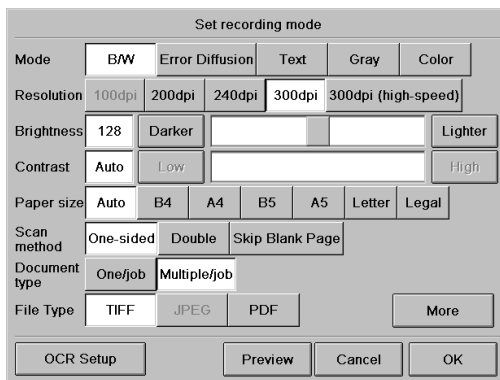 Set recording mode
Mode B/W Error Diffusion Text Gray Color
Resolution 100dpi 200dpi 240dpi 300dpi 300dpi (high-speed)
Brightness 128 Darker Lighter
Contrast Auto Low High
Paper size Auto B4 A4 B5 A5 Letter Legal
Scan
method One-sided Double Skip Blank Page
Document
type One/job Multiple/job
File Type TIFF JPEG PDF More
OCR Setup Preview Cancel OK